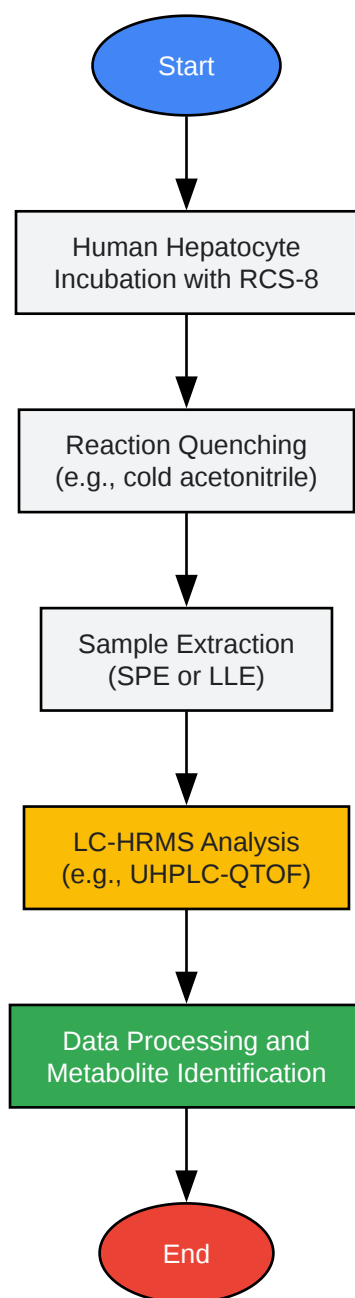 Start
Human Hepatocyte
Incubation with RCS-8
Reaction Quenching
(e.g., cold acetonitrile)
Sample Extraction
(SPE or LLE)
LC-HRMS Analysis
(e.g., UHPLC-QTOF)
Data Processing and
Metabolite Identification
End